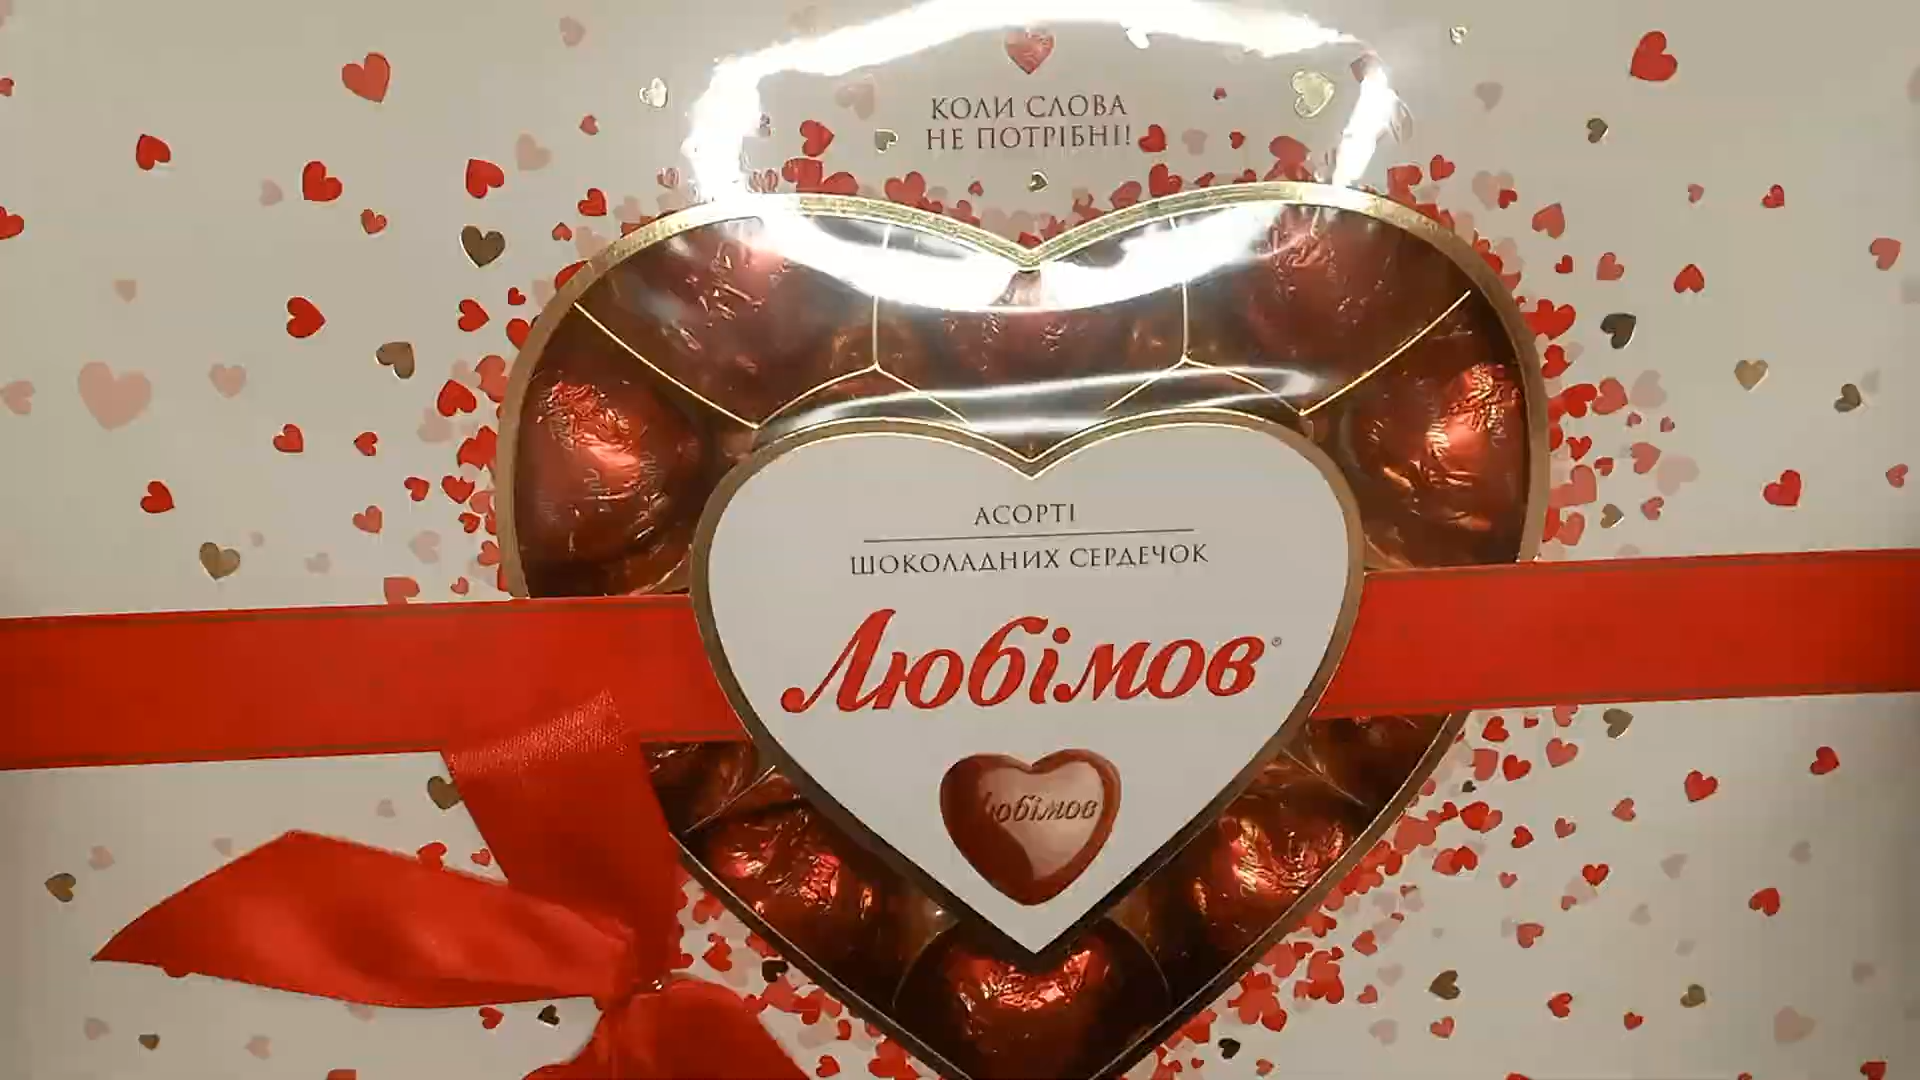 КОЛИ СЛОВА
НЕ ПОТРІБНІ!
АСОРТІ
ШОКОЛАДНИХ СЕРДЕЧОК
Любімов®
Любімов